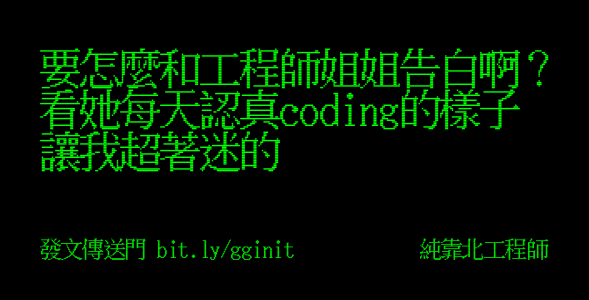 要怎麼和工程師姐姐告白啊？
看她每天認真coding的樣子
讓我超著迷的
發文傳送門 bit.ly/gginit
純靠北工程師